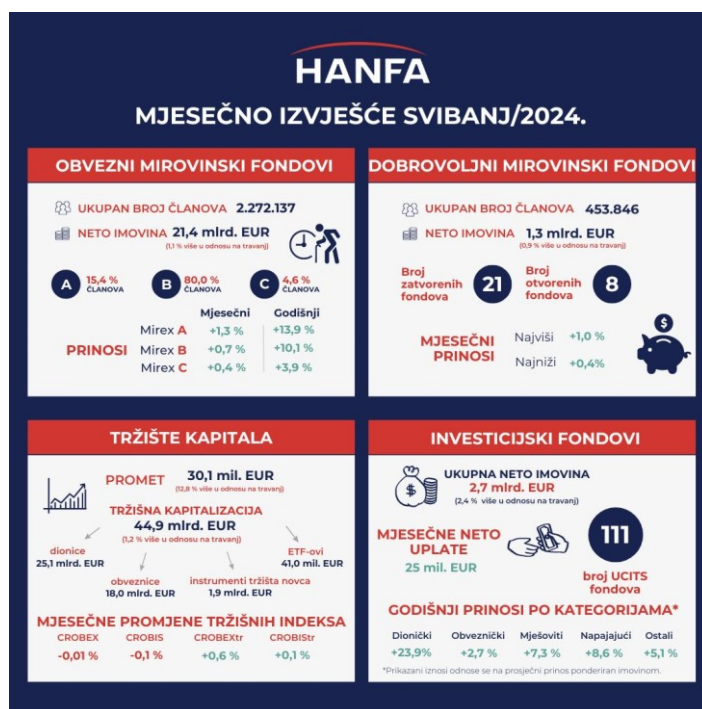 HANFA
MJESEČNO IZVJEŠĆE SVIBANJ/2024.
OBVEZNI MIROVINSKI FONDOVI
UKUPAN BROJ ČLANOVA 2.272.137
NETO IMOVINA 21,4 mlrd. EUR
(1,1 % više u odnosu na travanj)
A 15,4 % ČLANOVA B 80,0 % ČLANOVA C 4,6 % ČLANOVA
Mjesečni Godišnji
PRINOSI
Mirex A +1,3 % +13,9 %
Mirex B +0,7 % +10,1 %
Mirex C +0,4 % +3,9 %
DOBROVOLJNI MIROVINSKI FONDOVI
UKUPAN BROJ ČLANOVA 453.846
NETO IMOVINA 1,3 mlrd. EUR
(0,9 % više u odnosu na travanj)
Broj zatvorenih fondova 21
Broj otvorenih fondova 8
MJESEČNI PRINOSI
Najviši +1,0 %
Najniži +0,4%
$
TRŽIŠTE KAPITALA
PROMET 30,1 mil. EUR
(12,8 % više u odnosu na travanj)
TRŽIŠNA KAPITALIZACIJA
44,9 mlrd. EUR
(1,2 % više u odnosu na travanj)
dionice
25,1 mlrd. EUR
obveznice
18,0 mlrd. EUR
instrumenti tržišta novca
1,9 mlrd. EUR
ETF-ovi
41,0 mil. EUR
MJESEČNE PROMJENE TRŽIŠNIH INDEKSA
CROBEX CROBIS CROBEXtr CROBIStr
-0,01 % -0,1 % +0,6 % +0,1 %
INVESTICIJSKI FONDOVI
$
UKUPNA NETO IMOVINA
2,7 mlrd. EUR
(2,4 % više u odnosu na travanj)
MJESEČNE NETO
UPLATE
25 mil. EUR
111
broj UCITS
fondova
GODIŠNJI PRINOSI PO KATEGORIJAMA*
Dionički Obveznički Mješoviti Napajajući Ostali
+23,9% +2,7 % +7,3 % +8,6 % +5,1 %
*Prikazani iznosi odnose se na prosječni prinos ponderiran imovinom.